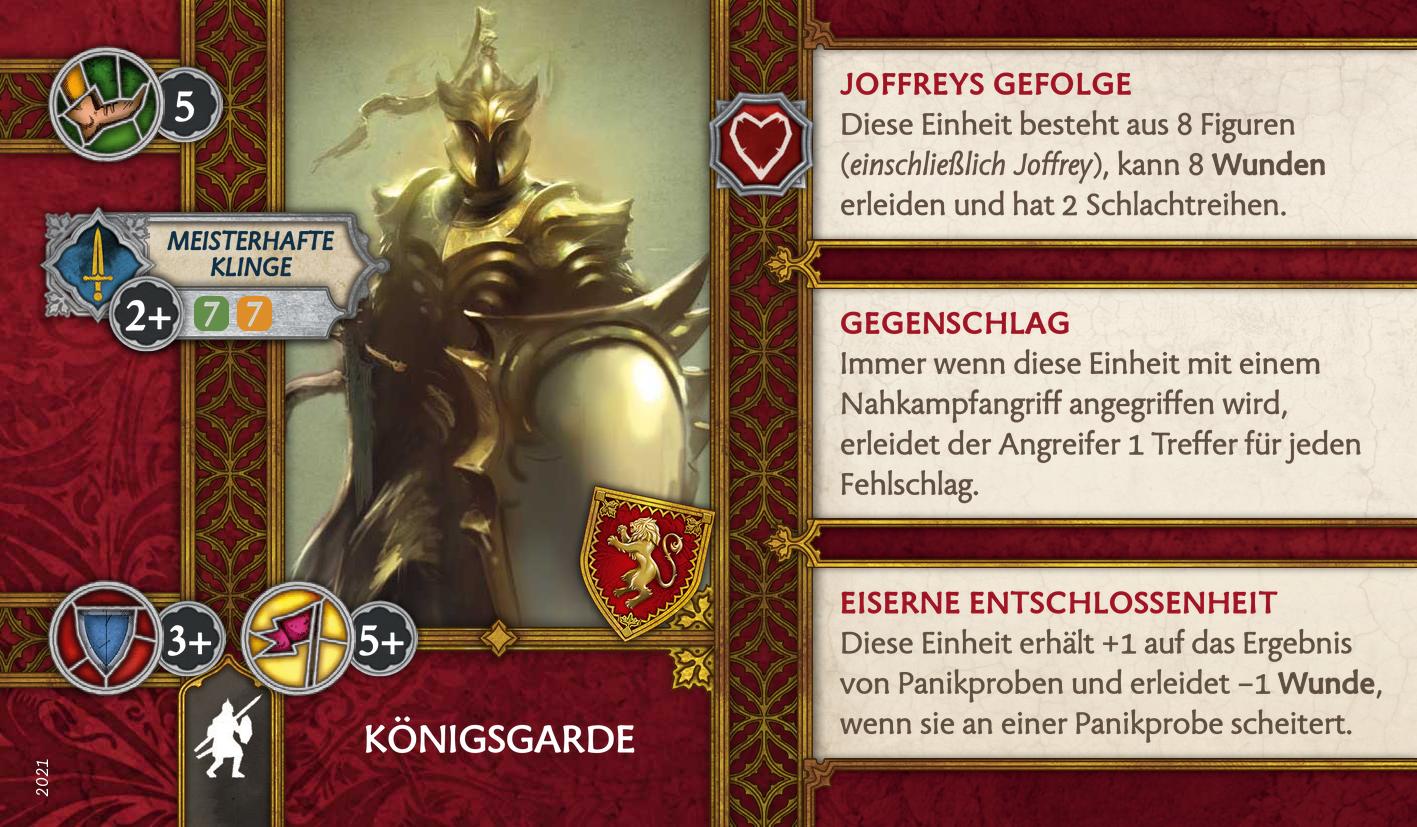 5
MEISTERHAFTE
KLINGE
2+ 7 7
3+ 5+
KÖNIGSGARDE
2021
JOFFREYS GEFOLGE
Diese Einheit besteht aus 8 Figuren
(einschließlich Joffrey), kann 8 Wunden
erleiden und hat 2 Schlachtreihen.
GEGENSCHLAG
Immer wenn diese Einheit mit einem
Nahkampfangriff angegriffen wird,
erleidet der Angreifer 1 Treffer für jeden
Fehlschlag.
EISERNE ENTSCHLOSSENHEIT
Diese Einheit erhält +1 auf das Ergebnis
von Panikproben und erleidet −1 Wunde,
wenn sie an einer Panikprobe scheitert.